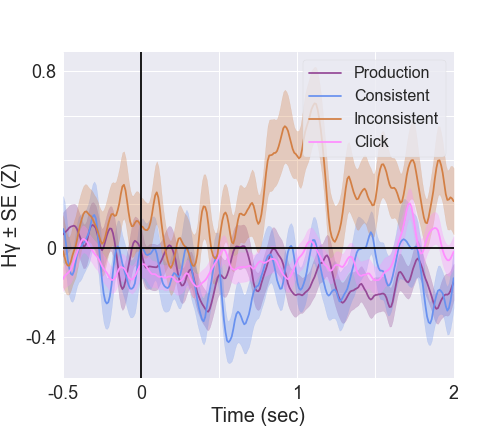 Hγ ± SE (Z)
0.8
0
-0.4
Production
Consistent
Inconsistent
Click
-0.5
0
1
2
Time (sec)